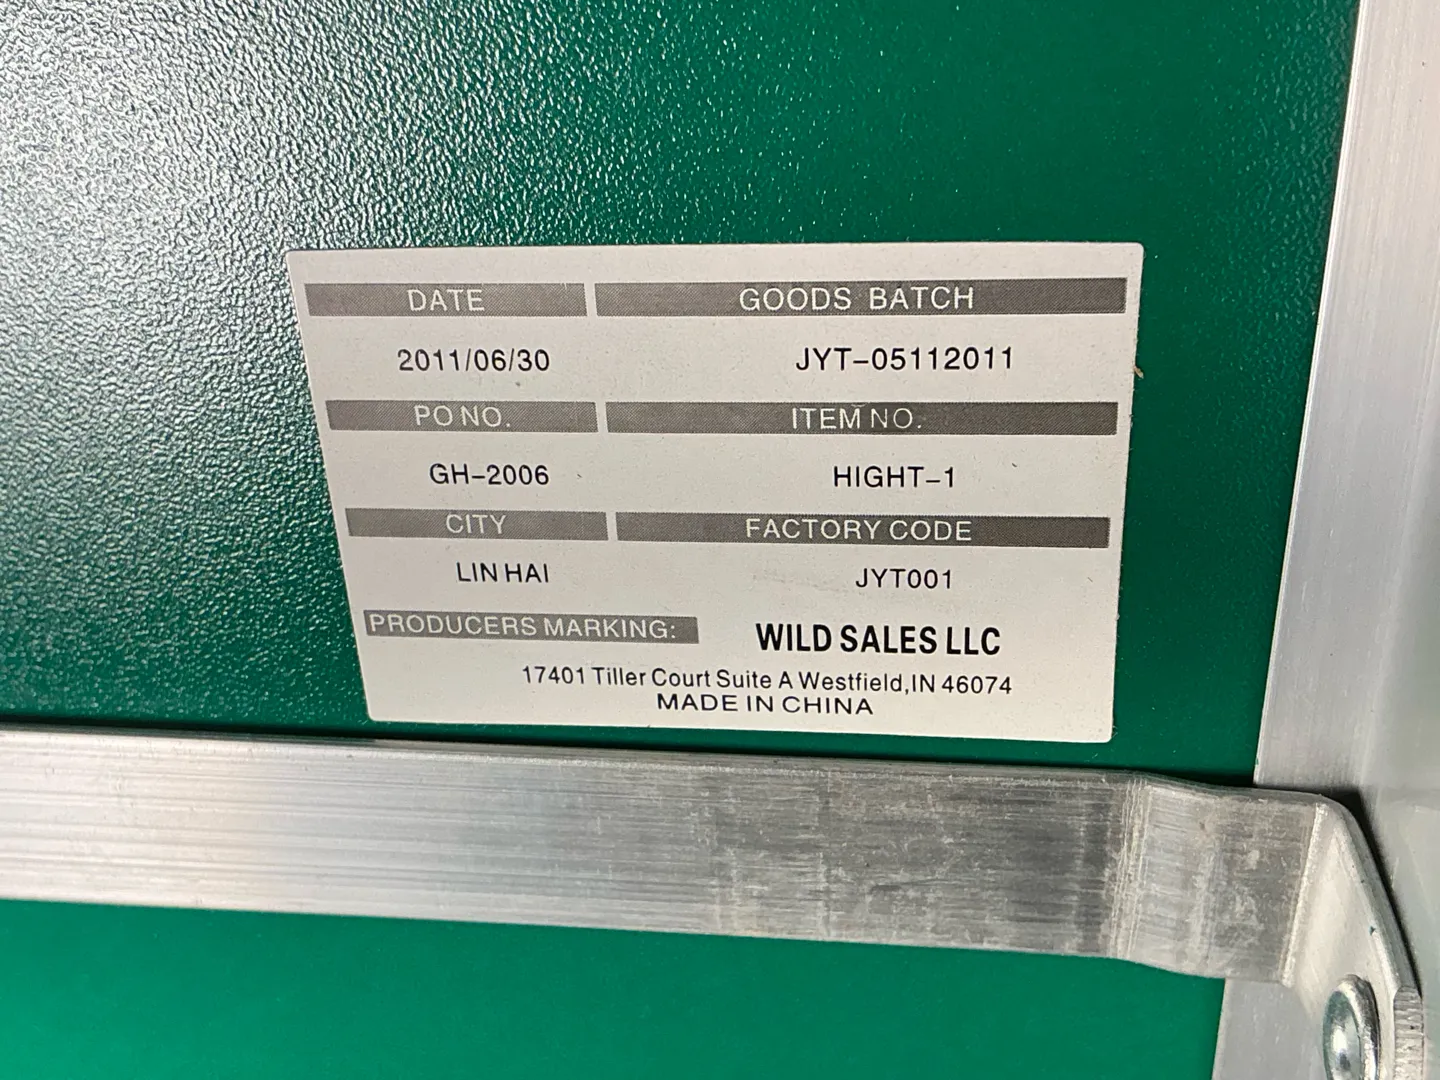 DATE GOODS BATCH
2011/06/30 JYT-05112011
PO NO. ITEM NO.
GH-2006 HIGHT-1
CITY FACTORY CODE
LIN HAI JYT001
PRODUCERS MARKING: WILD SALES LLC
17401 Tiller Court Suite A Westfield,IN 46074
MADE IN CHINA